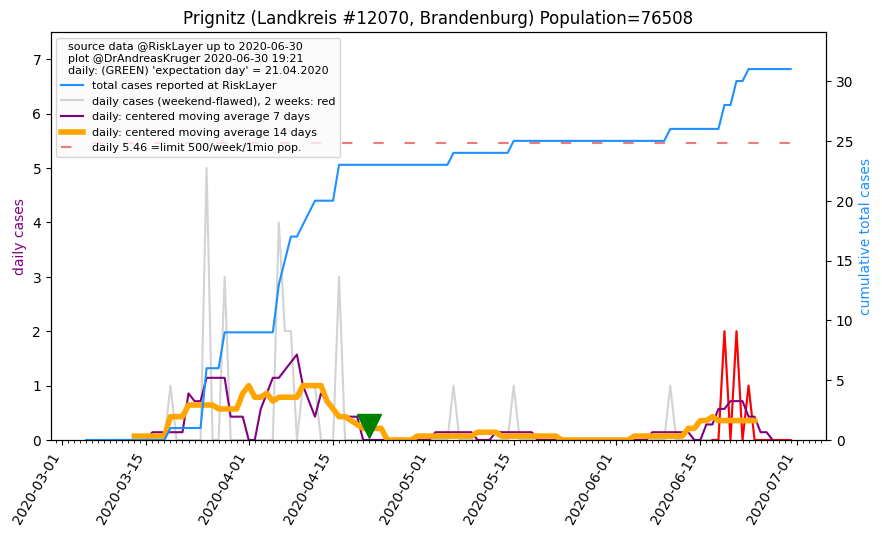 Prignitz (Landkreis #12070, Brandenburg) Population=76508
source data @RiskLayer up to 2020-06-30
plot @DrAndreasKruger 2020-06-30 19:21
daily: (GREEN) 'expectation day' = 21.04.2020
total cases reported at RiskLayer
daily cases (weekend-flawed), 2 weeks: red
daily: centered moving average 7 days
daily: centered moving average 14 days
daily 5.46 =limit 500/week/1mio pop.
daily cases
7
6
5
4
3
2
1
0
cumulative total cases
30
25
20
15
10
5
0
2020-03-01
2020-03-15
2020-04-01
2020-04-15
2020-05-01
2020-05-15
2020-06-01
2020-06-15
2020-07-01